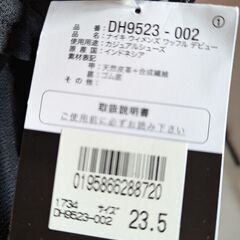 ①
品番：DH9523-002
品名：ナイキ ウィメンズ ワッフル デビュー
使用用途：カジュアルシューズ
原産国：インドネシア
素材表記：
甲：天然皮革+合成繊維
底：ゴム底
その他：
取扱説明書
ご使用前に必ずお読み下さい
0195866288720
1734 サイズ
DH9523-002 23.5